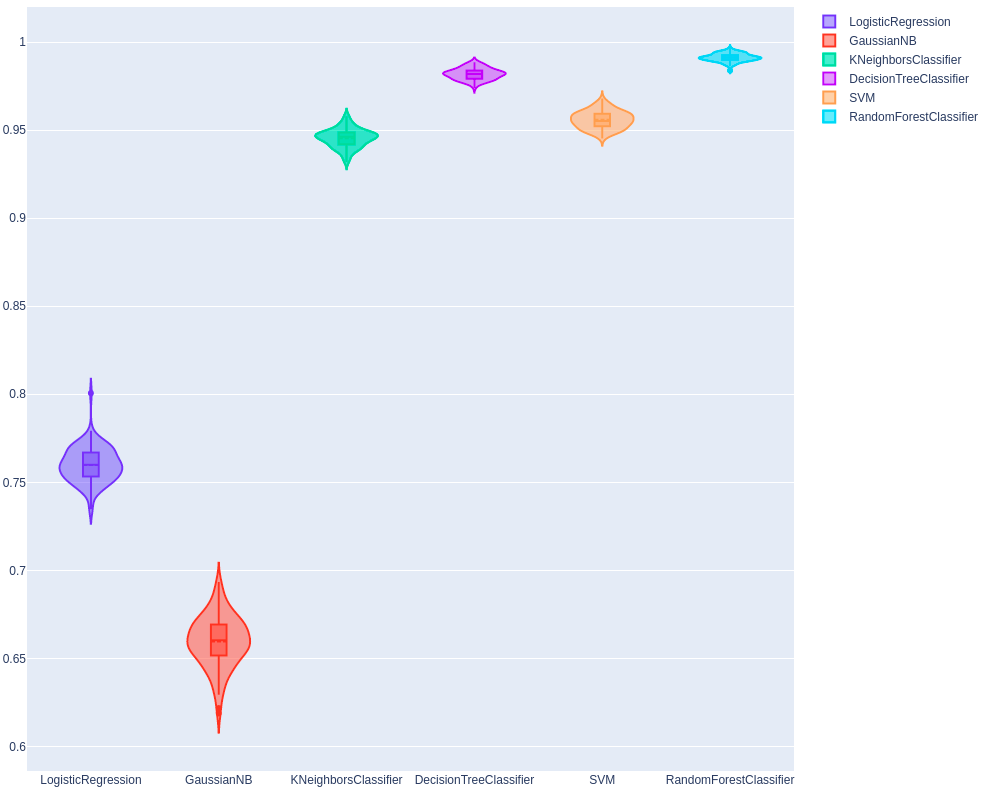 1
0.95
0.9
0.85
0.8
0.75
0.7
0.65
0.6
LogisticRegression
GaussianNB
KNeighborsClassifier
DecisionTreeClassifier
SVM
RandomForestClassifier
LogisticRegression
GaussianNB
KNeighborsClassifier
DecisionTreeClassifier
SVM
RandomForestClassifier